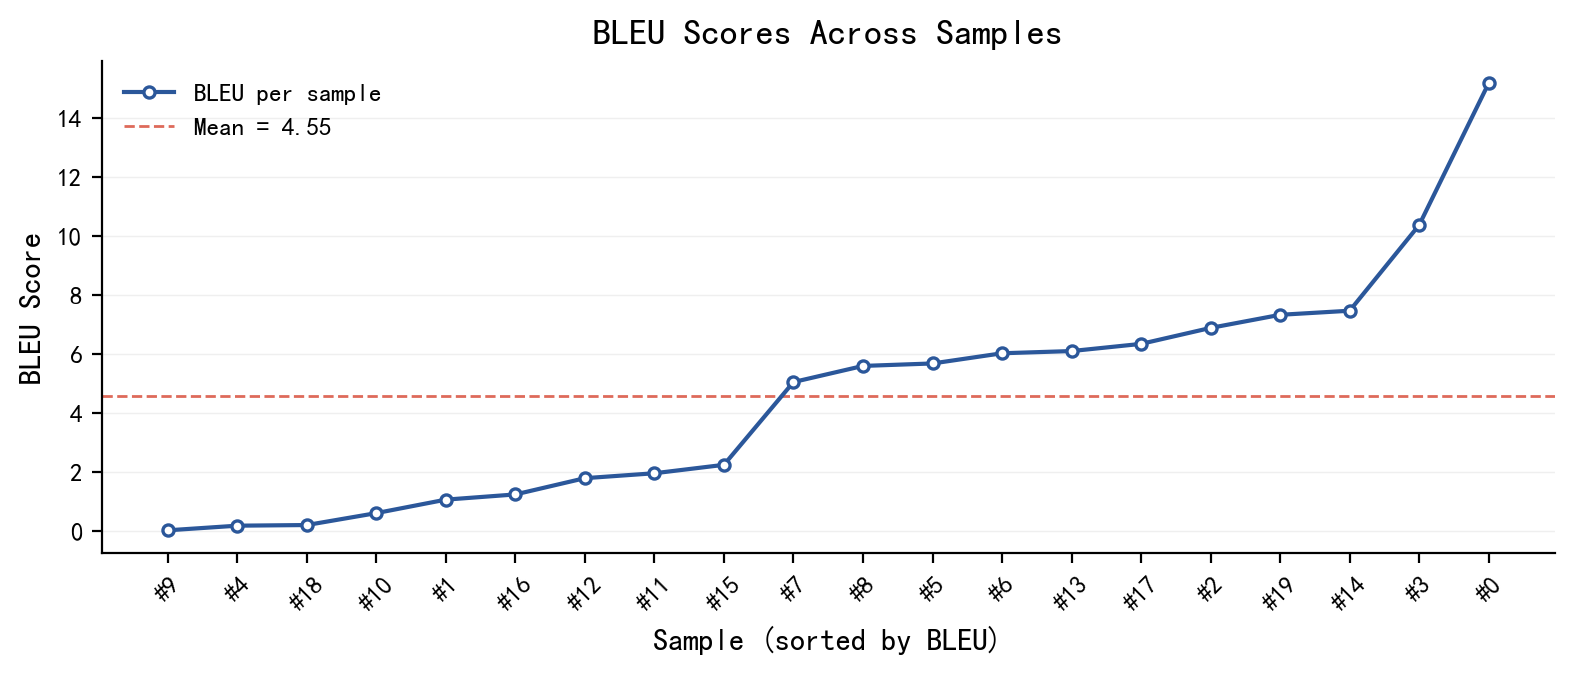 BLEU Scores Across Samples
BLEU per sample
Mean = 4.55
BLEU Score
14
12
10
8
6
4
2
0
#9 #4 #18 #10 #1 #16 #12 #11 #15 #7 #8 #5 #6 #13 #17 #2 #19 #14 #3 #0
Sample (sorted by BLEU)